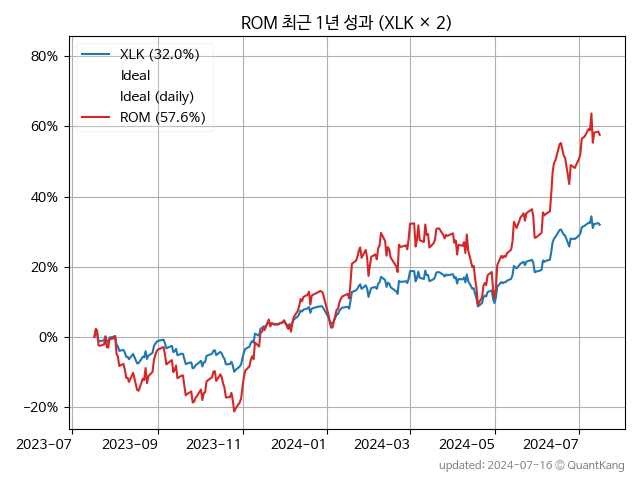 ROM 최근 1년 성과 (XLK × 2)
XLK (32.0%)
Ideal
Ideal (daily)
ROM (57.6%)
80%
60%
40%
20%
0%
−20%
2023−07
2023−09
2023−11
2024−01
2024−03
2024−05
2024−07
updated: 2024-07-16 © QuantKang